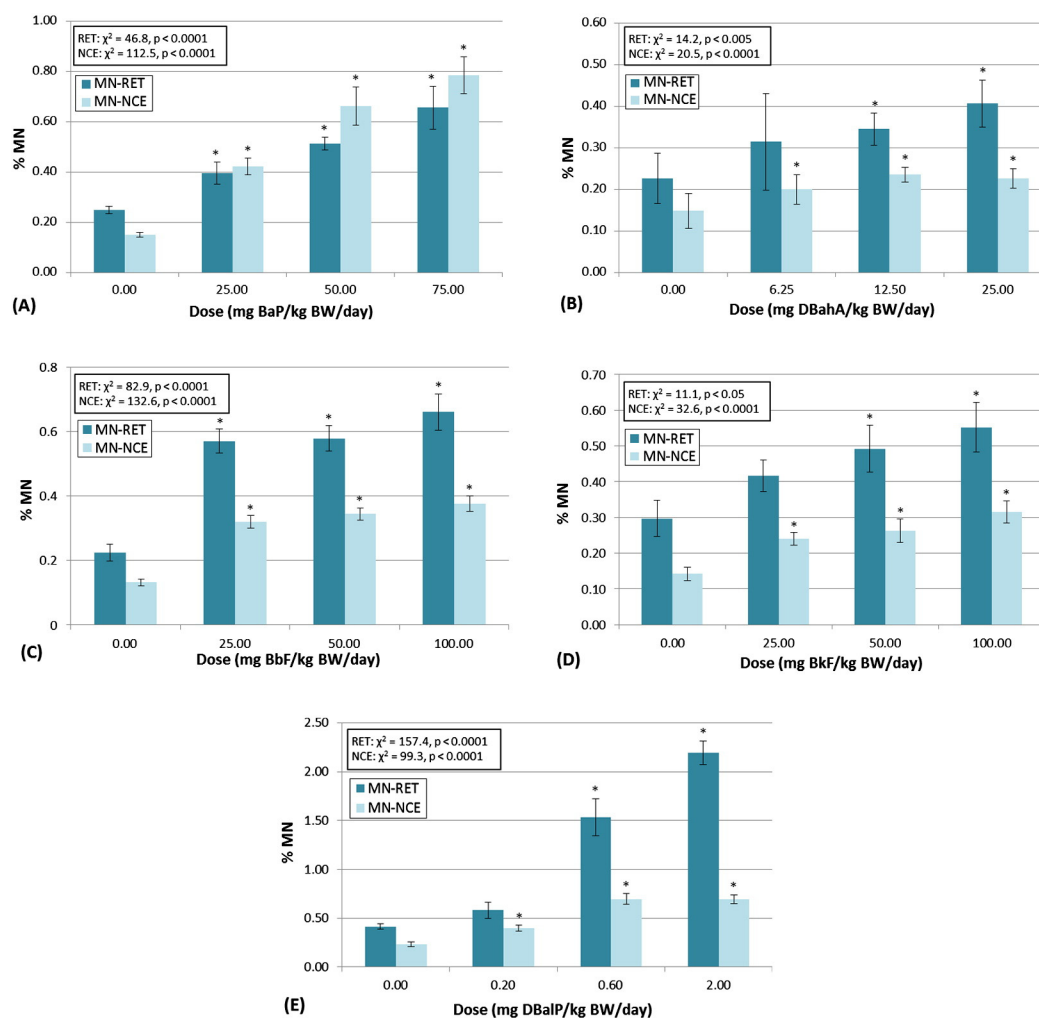 1.00
0.80
0.60
0.40
0.20
0.00
% MN
RET: χ² = 46.8, p < 0.0001
NCE: χ² = 112.5, p < 0.0001
MN-RET
MN-NCE
* * * * * *
0.00 25.00 50.00 75.00
Dose (mg BaP/kg BW/day)
(A)
0.60
0.50
0.40
0.30
0.20
0.10
0.00
% MN
RET: χ² = 14.2, p < 0.005
NCE: χ² = 20.5, p < 0.0001
MN-RET
MN-NCE
* * * * *
0.00 6.25 12.50 25.00
Dose (mg DBahA/kg BW/day)
(B)
0.8
0.6
0.4
0.2
0
% MN
RET: χ² = 82.9, p < 0.0001
NCE: χ² = 132.6, p < 0.0001
MN-RET
MN-NCE
* * * * * *
0.00 25.00 50.00 100.00
Dose (mg BbF/kg BW/day)
(C)
0.70
0.60
0.50
0.40
0.30
0.20
0.10
0.00
% MN
RET: χ² = 11.1, p < 0.05
NCE: χ² = 32.6, p < 0.0001
MN-RET
MN-NCE
* * * * *
0.00 25.00 50.00 100.00
Dose (mg BkF/kg BW/day)
(D)
2.50
2.00
1.50
1.00
0.50
0.00
% MN
RET: χ² = 157.4, p < 0.0001
NCE: χ² = 99.3, p < 0.0001
MN-RET
MN-NCE
* * * * *
0.00 0.20 0.60 2.00
Dose (mg DBalP/kg BW/day)
(E)